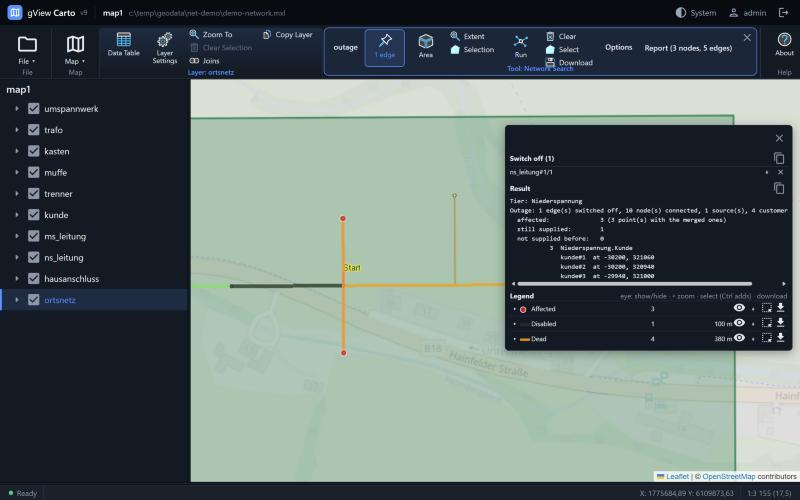 gView Carto v9
map1
c:\temp\geodata\net-demo\demo-network.mxl
System
admin
File
Map
File
Map
Data Table
Layer Settings
Zoom To
Clear Selection
Joins
Copy Layer
Layer: ortsnetz
outage
1 edge
Area
Extent
Selection
Run
Clear
Select
Download
Options
Report (3 nodes, 5 edges)
Tool: Network Search
About
Help
map1
umspannwerk
trafo
kasten
muffe
trenner
kunde
ms_leitung
ns_leitung
hausanschluss
ortsnetz
Start
B18
Hainfelder Straße
Hainf
Switch off (1)
ns_leitung#1/1
Result
Tier: Niederspannung
Outage: 1 edge(s) switched off, 10 node(s) connected, 1 source(s), 4 customer
affected: 3 (3 point(s) with the merged ones)
still supplied: 1
not supplied before: 0
3 Niederspannung.Kunde
kunde#1 at -30200, 321060
kunde#2 at -30200, 320940
kunde#3 at -29940, 321000
Legend
eye: show/hide · + zoom · select (Ctrl adds) · download
Affected 3
Disabled 1 100 m
Dead 4 380 m
Leaflet | © OpenStreetMap contributors
Ready
X: 1775684,89 Y: 6109873,63
1:3 155 (17,5)